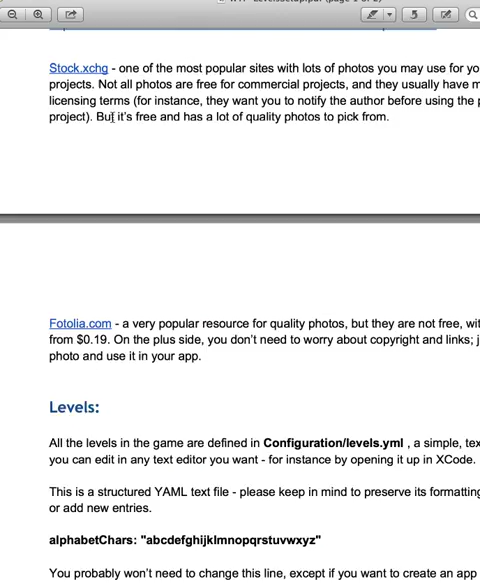 Stock.xchg - one of the most popular sites with lots of photos you may use for
projects. Not all photos are free for commercial projects, and they usually have
licensing terms (for instance, they want you to notify the author before using the
project). But it's free and has a lot of quality photos to pick from.
Fotolia.com - a very popular resource for quality photos, but they are not free,
from $0.19. On the plus side, you don't need to worry about copyright and links;
photo and use it in your app.
Levels:
All the levels in the game are defined in Configuration/levels.yml , a simple,
you can edit in any text editor you want - for instance by opening it up in XCode.
This is a structured YAML text file - please keep in mind to preserve its formatting
or add new entries.
alphabetChars: "abcdefghijklmnopqrstuvwxyz"
You probably won't need to change this line, except if you want to create an app